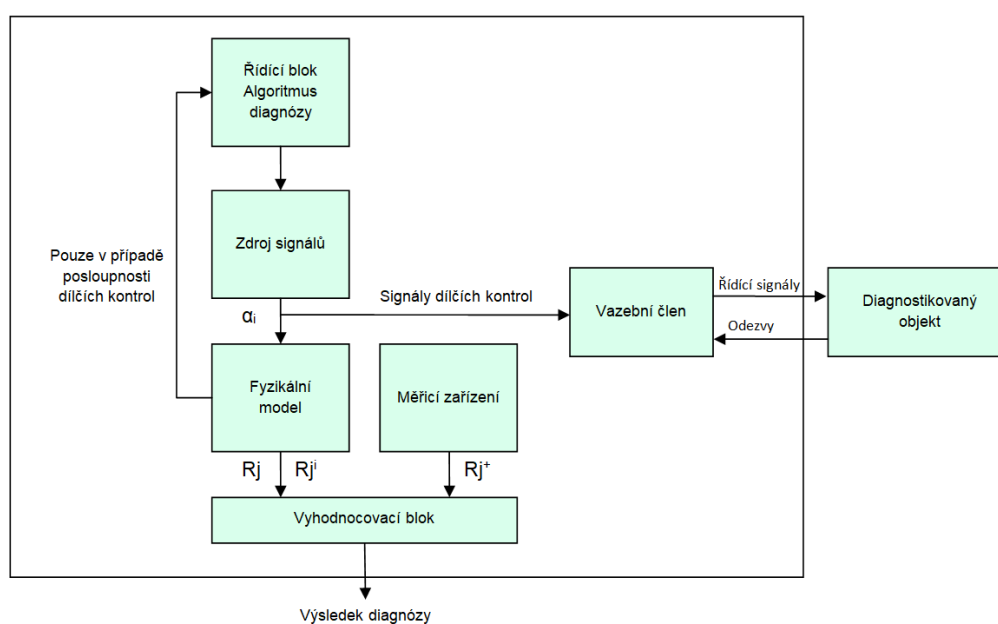 Řídící blok
Algoritmus
diagnózy
Zdroj signálů
Pouze v případě
posloupnosti
dílčích kontrol
αi
Signály dílčích kontrol
Vazební člen
Řídící signály
Odezvy
Diagnostikovaný
objekt
Fyzikální
model
Měřicí zařízení
Rj Rjⁱ
Rj⁺
Vyhodnocovací blok
Výsledek diagnózy